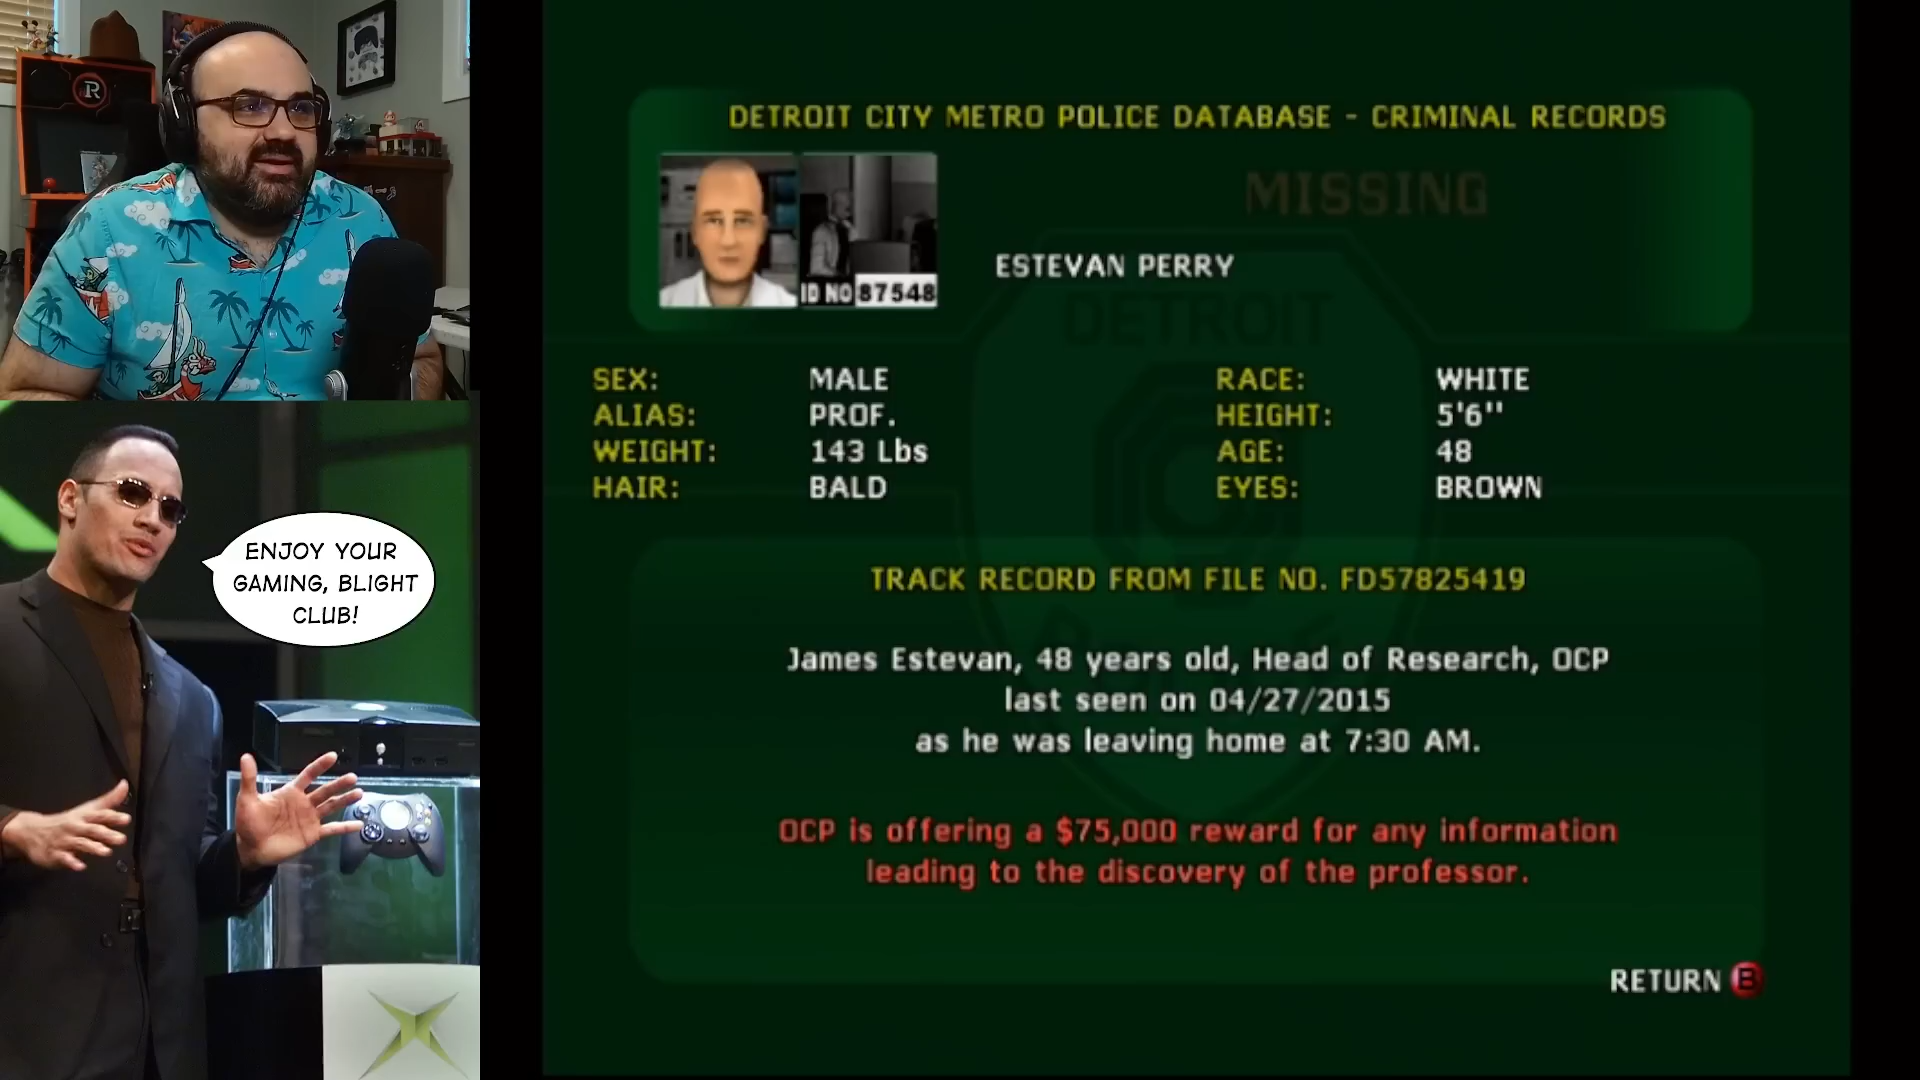 ENJOY YOUR
GAMING, BLIGHT
CLUB!
DETROIT CITY METRO POLICE DATABASE - CRIMINAL RECORDS
MISSING
ID NO 87548
ESTEVAN PERRY
DETROIT
SEX: MALE RACE: WHITE
ALIAS: PROF. HEIGHT: 5'6''
WEIGHT: 143 Lbs AGE: 48
HAIR: BALD EYES: BROWN
TRACK RECORD FROM FILE NO. FD57825419
James Estevan, 48 years old, Head of Research, OCP
last seen on 04/27/2015
as he was leaving home at 7:30 AM.
OCP is offering a $75,000 reward for any information
leading to the discovery of the professor.
RETURN B